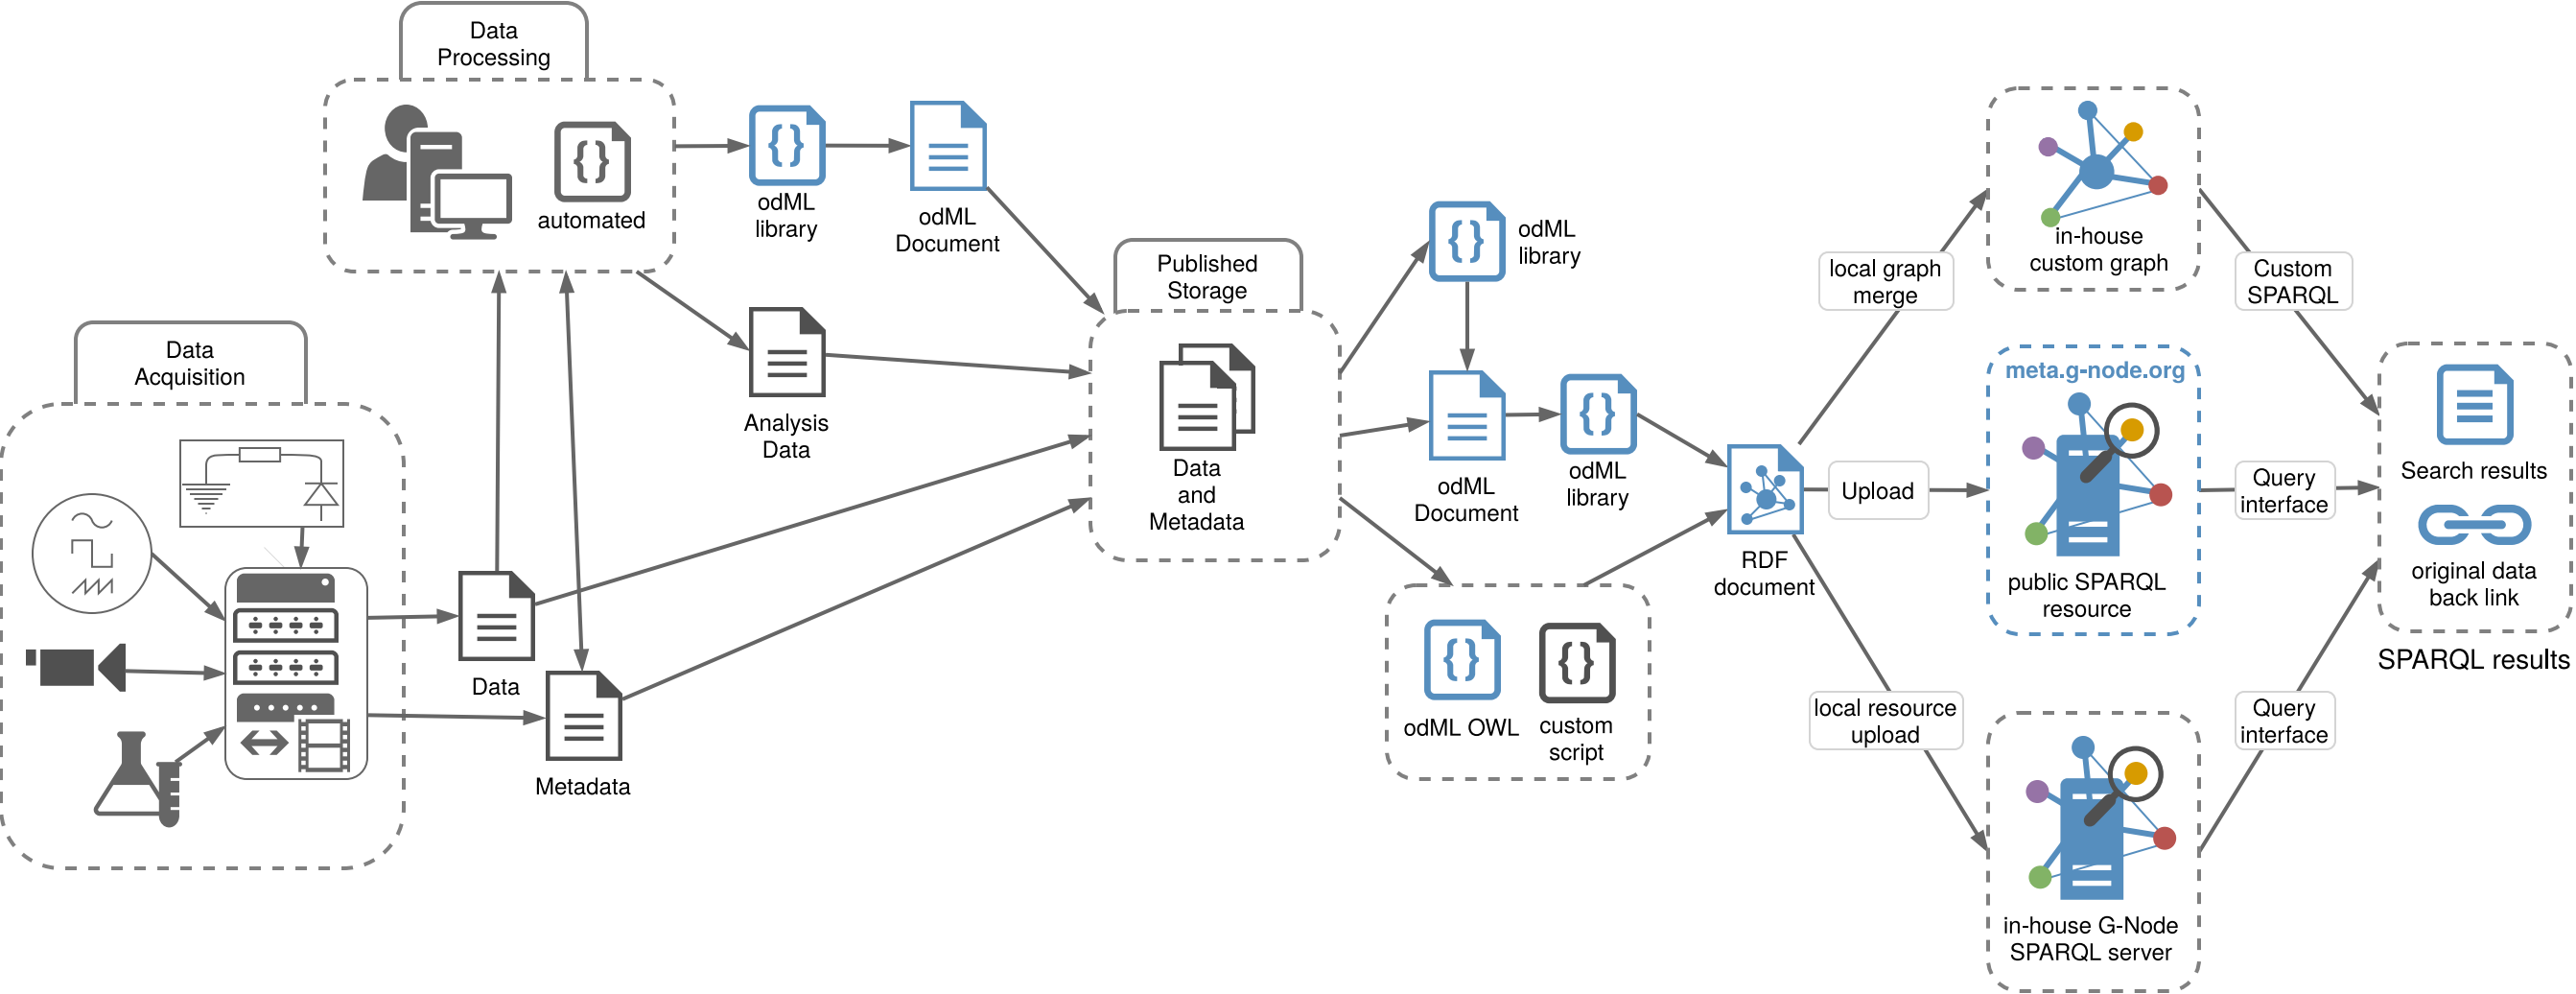 Data
Processing
automated
odML
library
odML
Document
Data
Acquisition
Analysis
Data
Data
Metadata
Published
Storage
Data
and
Metadata
odML
library
odML
Document
odML
library
odML OWL
custom
script
RDF
document
local graph
merge
Upload
local resource
upload
in-house
custom graph
meta.g-node.org
public SPARQL
resource
in-house G-Node
SPARQL server
Custom
SPARQL
Query
interface
Query
interface
Search results
original data
back link
SPARQL results